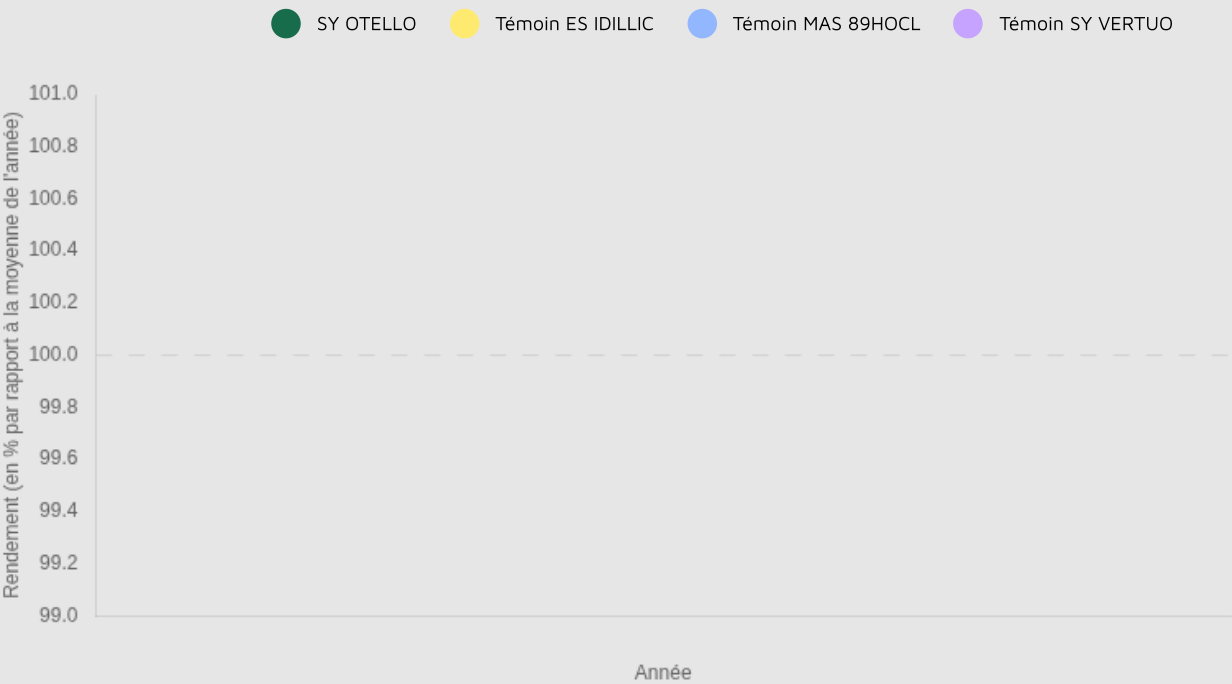 SY OTELLO
Témoin ES IDILLIC
Témoin MAS 89HOCL
Témoin SY VERTUO
Rendement (en % par rapport à la moyenne de l'année)
101.0
100.8
100.6
100.4
100.2
100.0
99.8
99.6
99.4
99.2
99.0
Année